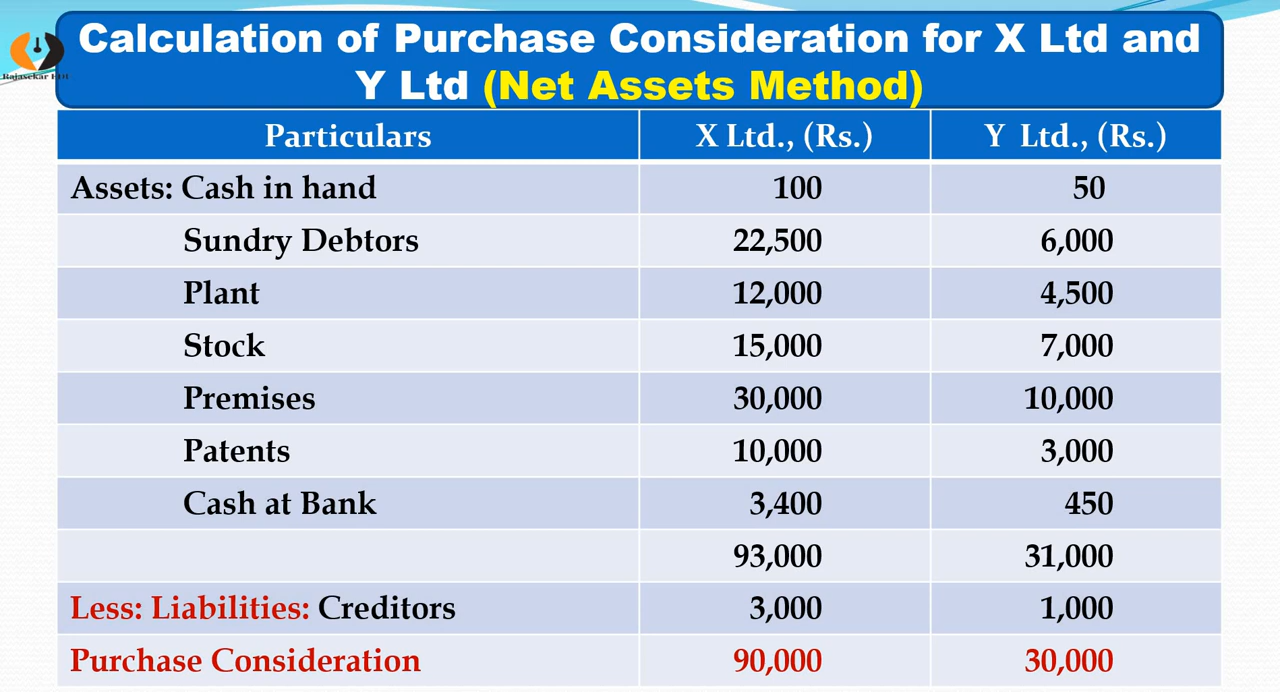 Calculation of Purchase Consideration for X Ltd and
Y Ltd (Net Assets Method)
Rajasekar EDU
Particulars X Ltd., (Rs.) Y Ltd., (Rs.)
Assets: Cash in hand 100 50
Sundry Debtors 22,500 6,000
Plant 12,000 4,500
Stock 15,000 7,000
Premises 30,000 10,000
Patents 10,000 3,000
Cash at Bank 3,400 450
93,000 31,000
Less: Liabilities: Creditors 3,000 1,000
Purchase Consideration 90,000 30,000